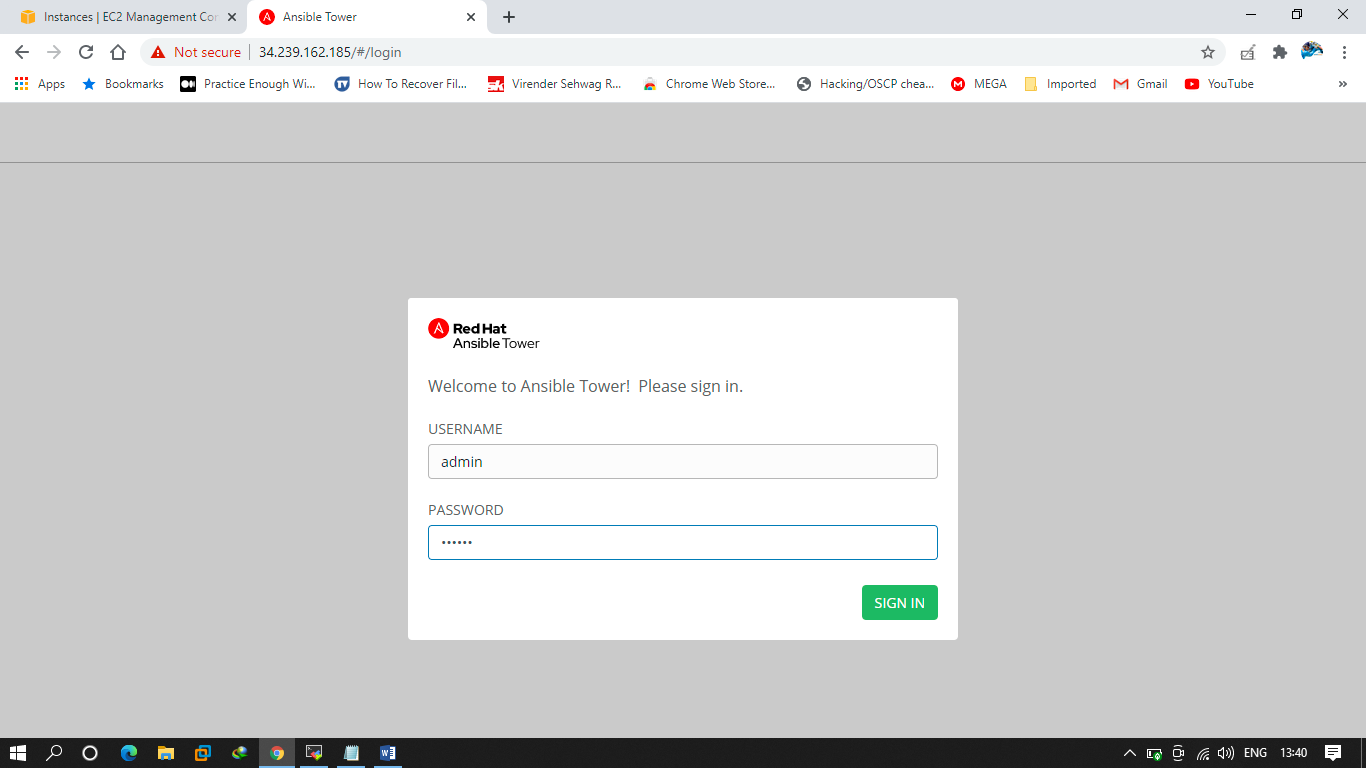 Instances | EC2 Management Cor
Ansible Tower
Not secure 34.239.162.185/#/login
Apps Bookmarks Practice Enough Wi... How To Recover Fil... Virender Sehwag R... Chrome Web Store... Hacking/OSCP chea... MEGA Imported Gmail YouTube »
Red Hat
Ansible Tower
Welcome to Ansible Tower! Please sign in.
USERNAME
admin
PASSWORD
••••••
SIGN IN
ENG 13:40